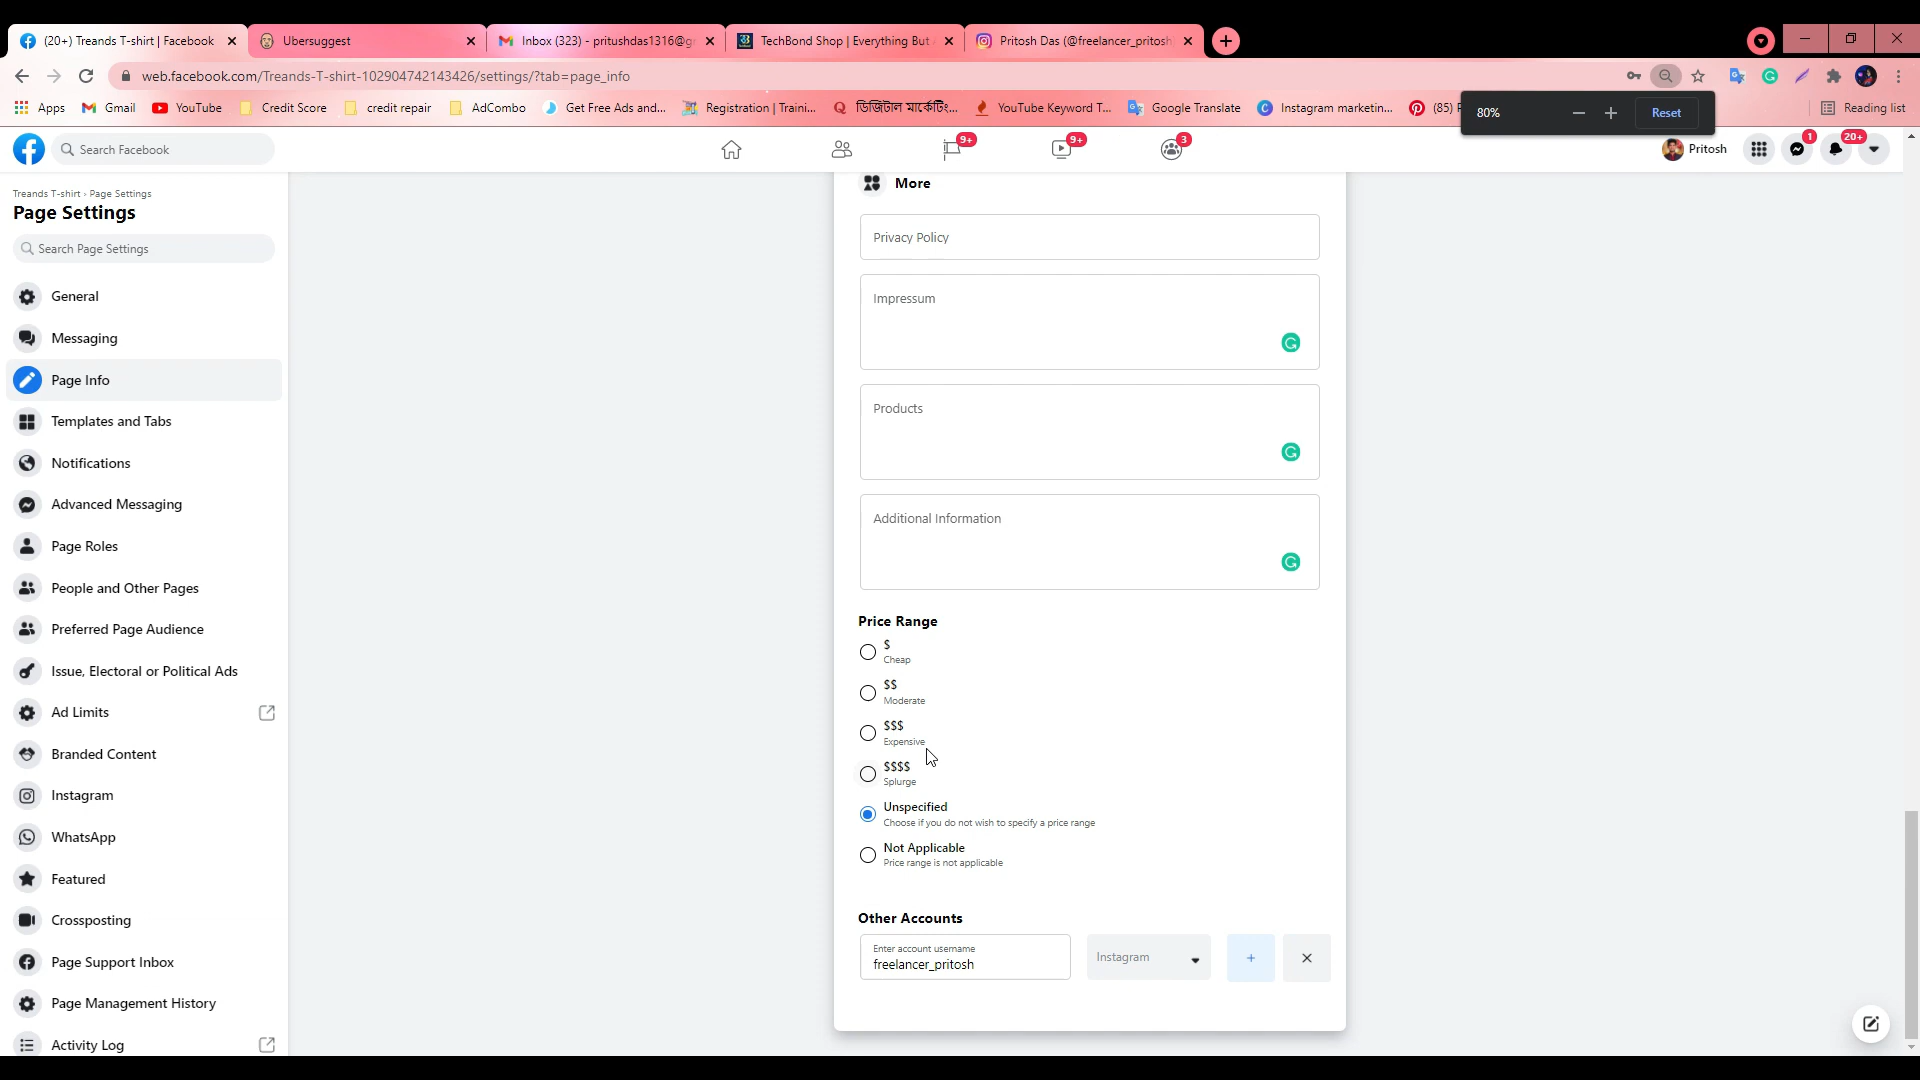 (20+) Treands T-shirt | Facebook
Ubersuggest
Inbox (323) - pritushdas1316@g
TechBond Shop | Everything But
Pritosh Das (@freelancer_pritosh
web.facebook.com/Treands-T-shirt-102904742143426/settings/?tab=page_info
Apps
Gmail
YouTube
Credit Score
credit repair
AdCombo
Get Free Ads and...
Registration | Traini...
ডিজিটাল মার্কেটিং...
YouTube Keyword T...
Google Translate
Instagram marketin...
(85)
Reading list
80%
Reset
Search Facebook
9+
9+
3
Pritosh
1
20+
Treands T-shirt › Page Settings
Page Settings
Search Page Settings
General
Messaging
Page Info
Templates and Tabs
Notifications
Advanced Messaging
Page Roles
People and Other Pages
Preferred Page Audience
Issue, Electoral or Political Ads
Ad Limits
Branded Content
Instagram
WhatsApp
Featured
Crossposting
Page Support Inbox
Page Management History
Activity Log
More
Privacy Policy
Impressum
Products
Additional Information
Price Range
$
Cheap
$$
Moderate
$$$
Expensive
$$$$
Splurge
Unspecified
Choose if you do not wish to specify a price range
Not Applicable
Price range is not applicable
Other Accounts
Enter account username
freelancer_pritosh
Instagram